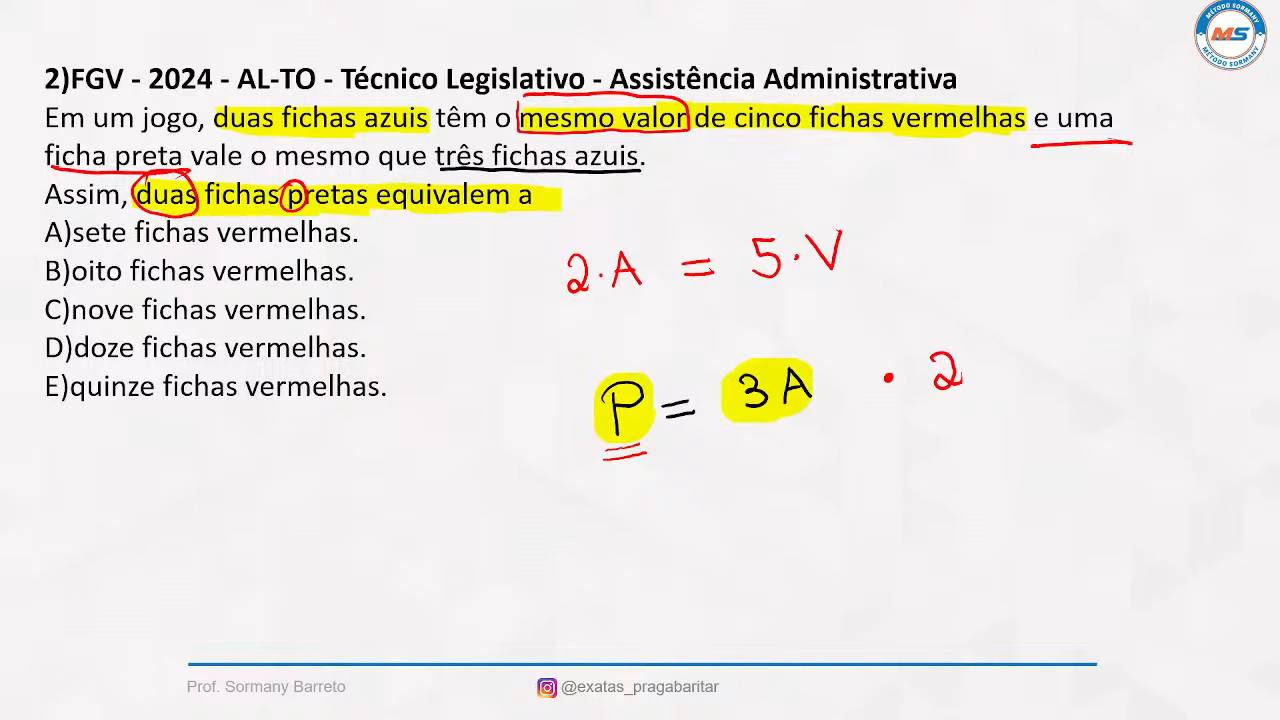 MÉTODO SORMANY
MS
MÉTODO SORMANY
2)FGV - 2024 - AL-TO - Técnico Legislativo - Assistência Administrativa
Em um jogo, duas fichas azuis têm o mesmo valor de cinco fichas vermelhas e uma
ficha preta vale o mesmo que três fichas azuis.
Assim, duas fichas pretas equivalem a
A)sete fichas vermelhas.
B)oito fichas vermelhas.
C)nove fichas vermelhas.
D)doze fichas vermelhas.
E)quinze fichas vermelhas.
2·A = 5·V
P = 3A · 2
Prof. Sormany Barreto
@exatas_pragabaritar